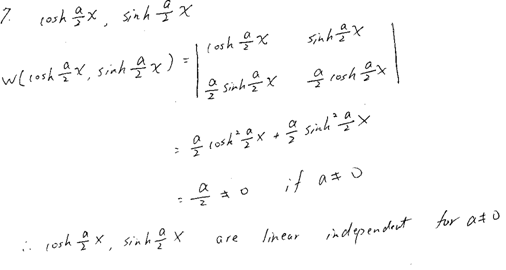 7. cosh a/2 x, sinh a/2 x
W(cosh a/2 x, sinh a/2 x) = | cosh a/2 x  sinh a/2 x |
| a/2 sinh a/2 x  a/2 cosh a/2 x |
= a/2 cosh² a/2 x + a/2 sinh² a/2 x
= a/2 ≠ 0 if a ≠ 0
∴ cosh a/2 x, sinh a/2 x are linear independent for a ≠ 0